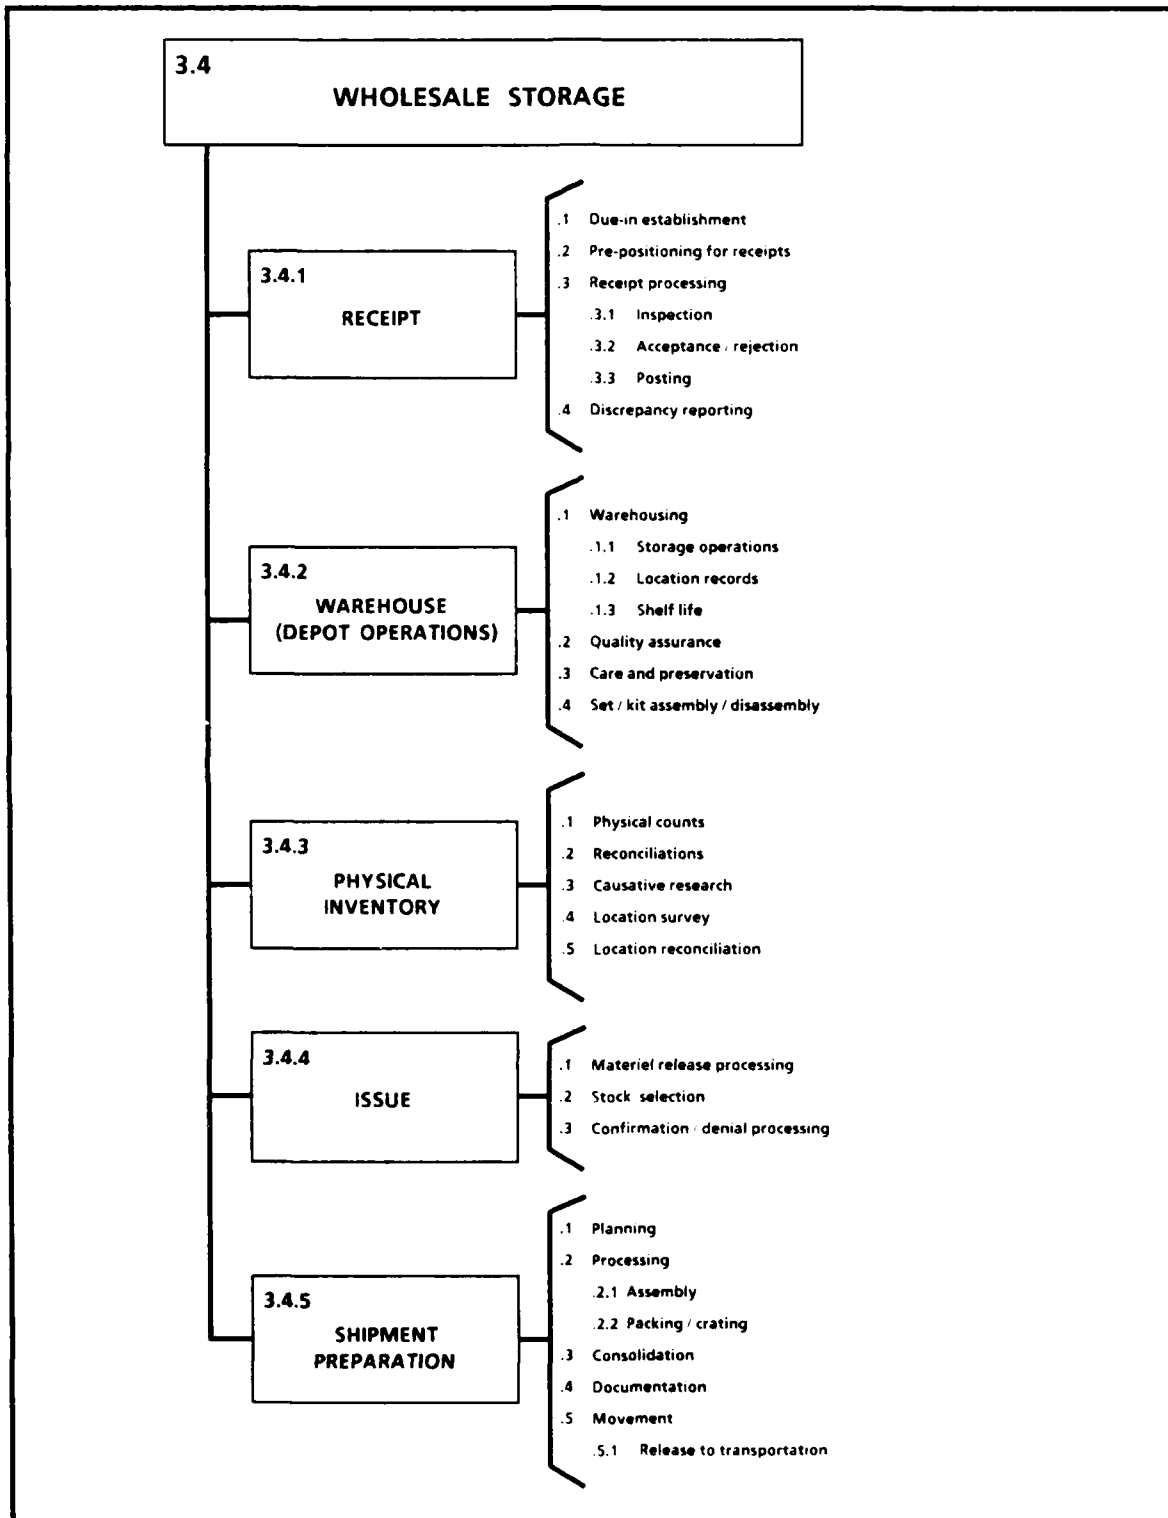 3.4
WHOLESALE STORAGE
3.4.1
RECEIPT
.1 Due-in establishment
.2 Pre-positioning for receipts
.3 Receipt processing
.3.1 Inspection
.3.2 Acceptance / rejection
.3.3 Posting
.4 Discrepancy reporting
3.4.2
WAREHOUSE
(DEPOT OPERATIONS)
.1 Warehousing
.1.1 Storage operations
.1.2 Location records
.1.3 Shelf life
.2 Quality assurance
.3 Care and preservation
.4 Set / kit assembly / disassembly
3.4.3
PHYSICAL
INVENTORY
.1 Physical counts
.2 Reconciliations
.3 Causative research
.4 Location survey
.5 Location reconciliation
3.4.4
ISSUE
.1 Materiel release processing
.2 Stock selection
.3 Confirmation / denial processing
3.4.5
SHIPMENT
PREPARATION
.1 Planning
.2 Processing
.2.1 Assembly
.2.2 Packing / crating
.3 Consolidation
.4 Documentation
.5 Movement
.5.1 Release to transportation